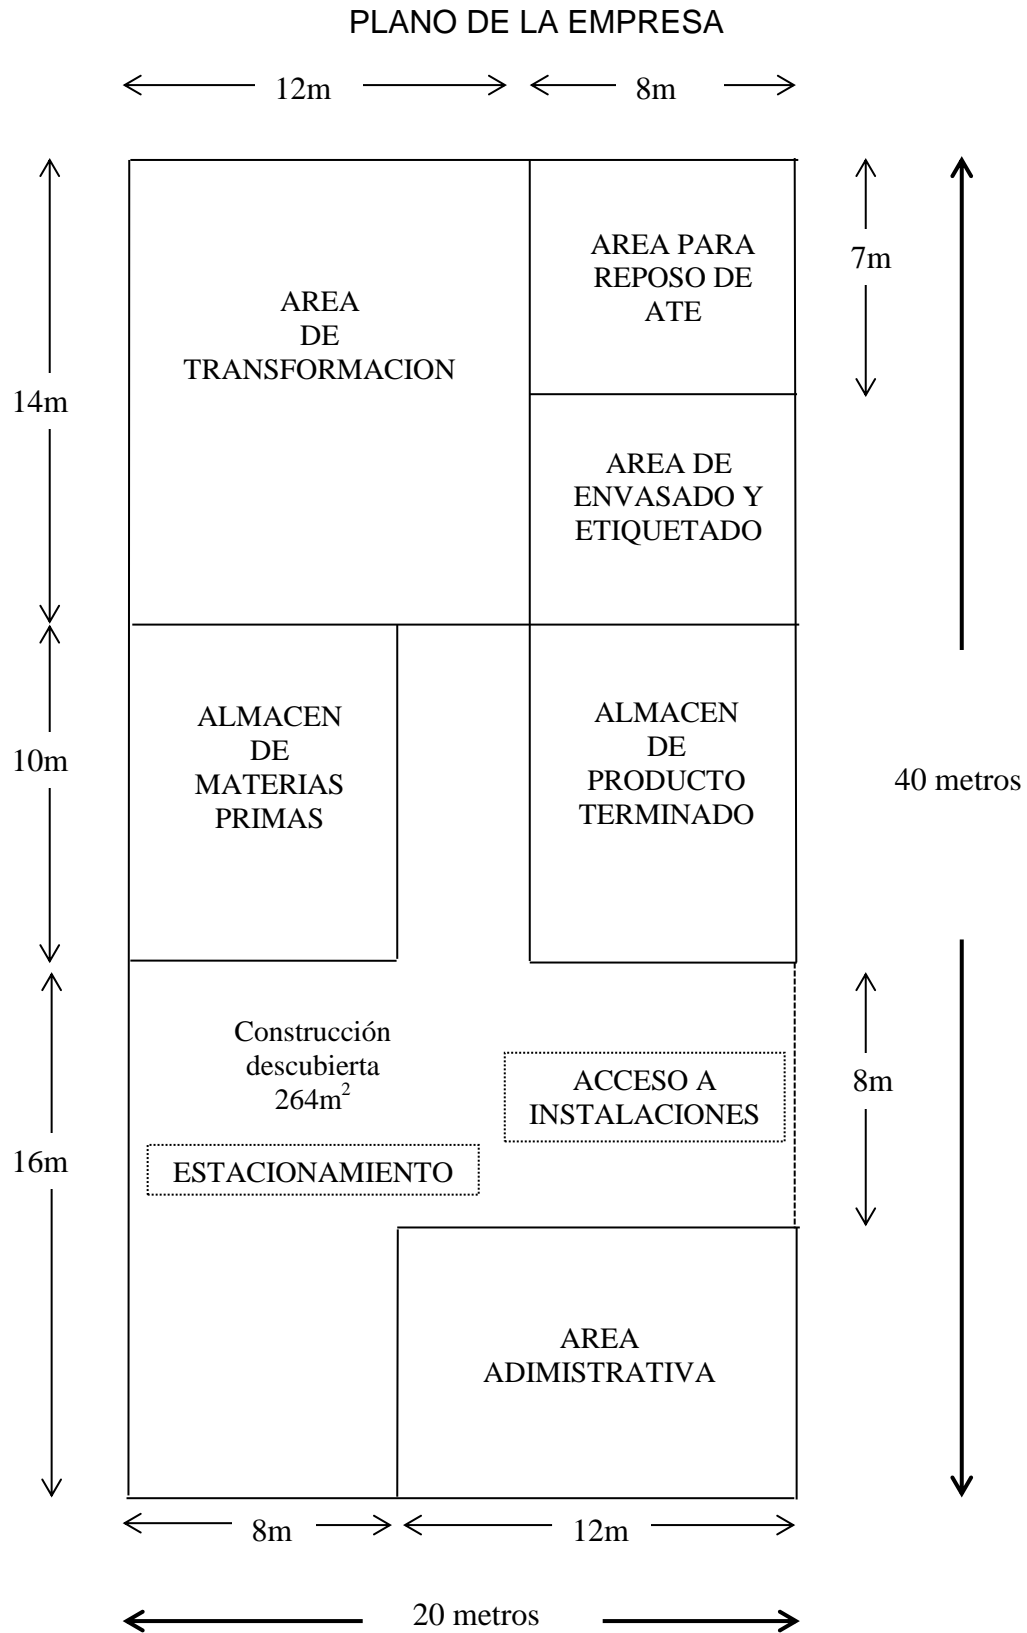 PLANO DE LA EMPRESA
12m
8m
AREA PARA
REPOSO DE
ATE
7m
AREA
DE
TRANSFORMACION
14m
AREA DE
ENVASADO Y
ETIQUETADO
ALMACEN
DE
MATERIAS
PRIMAS
ALMACEN
DE
PRODUCTO
TERMINADO
10m
40 metros
Construcción
descubierta
264m²
ACCESO A
INSTALACIONES
8m
ESTACIONAMIENTO
16m
AREA
ADIMISTRATIVA
8m
12m
20 metros